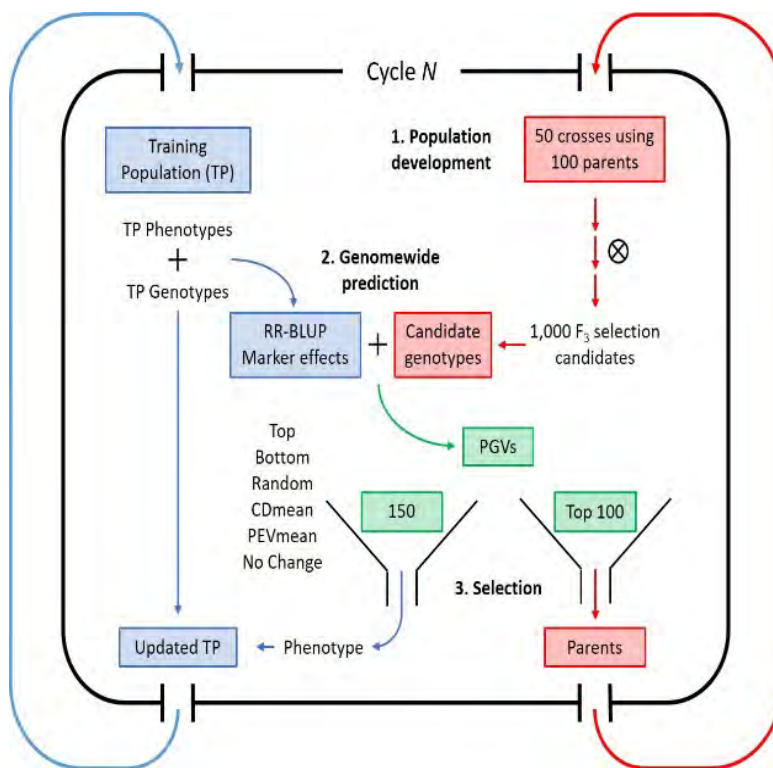 Cycle N
Training
Population (TP)
1. Population
development
50 crosses using
100 parents
TP Phenotypes
+
TP Genotypes
2. Genomewide
prediction
RR-BLUP
Marker effects
+
Candidate
genotypes
1,000 F3 selection
candidates
PGVs
Top
Bottom
Random
CDmean
PEVmean
No Change
150
Top 100
3. Selection
Updated TP
Phenotype
Parents